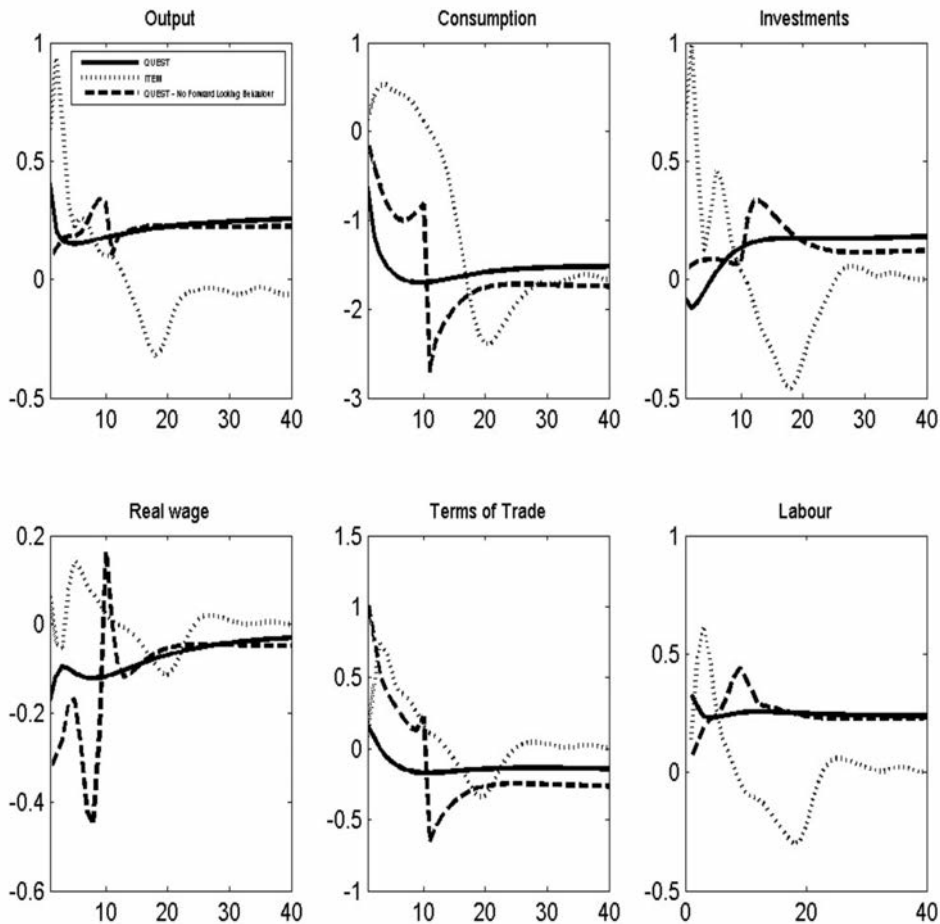 Output
Consumption
Investments
1
0.5
0
-0.5
10 20 30 40
QUEST
ITEM
QUEST - No Forward Looking Behaviour
1
0
-1
-2
-3
10 20 30 40
1
0.5
0
-0.5
10 20 30 40
Real wage
Terms of Trade
Labour
0.2
0
-0.2
-0.4
-0.6
10 20 30 40
1.5
1
0.5
0
-0.5
-1
10 20 30 40
1
0.5
0
-0.5
0 10 20 30 40